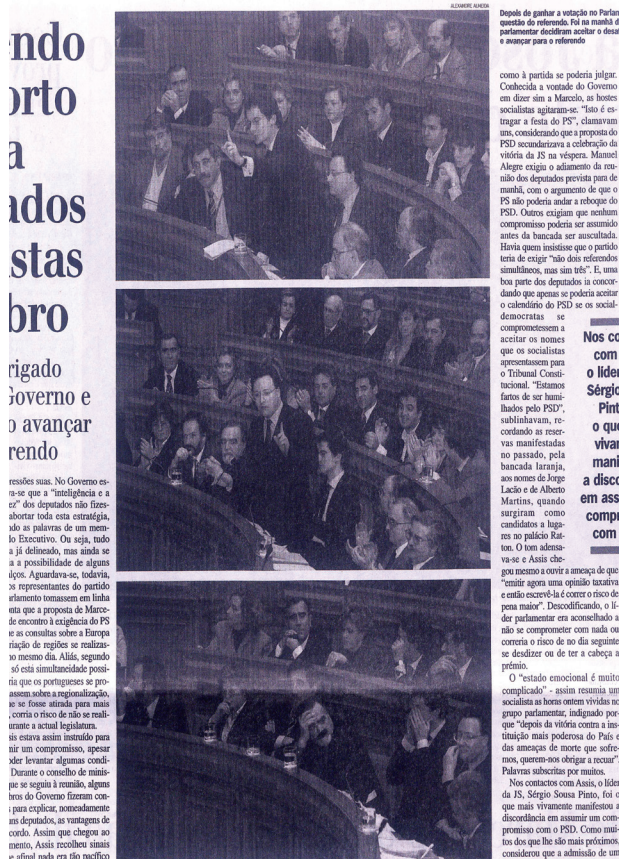 ALEXANDRE ALMEIDA
endo
orto
a
ados
istas
bro
rigado
Governo e
o avançar
rendo
ressões suas. No Governo es-
va-se que a "inteligência e a
ez" dos deputados não fizes-
abortar toda esta estratégia,
ndo as palavras de um mem-
do Executivo. Ou seja, tudo
a já delineado, mas ainda se
ia a possibilidade de alguns
lços. Aguardava-se, todavia,
os representantes do partido
arlamento tomassem em linha
onta que a proposta de Marce-
de encontro à exigência do PS
ue as consultas sobre a Europa
riação de regiões se realizas-
no mesmo dia. Aliás, segundo
só esta simultaneidade possi-
ria que os portugueses se pro-
assem sobre a regionalização,
ue se fosse atirada para mais
, corria o risco de não se reali-
urante a actual legislatura.
sis estava assim instruído para
mir um compromisso, apesar
oder levantar algumas condi-
Durante o conselho de minis-
que se seguiu à reunião, alguns
bros do Governo fizeram con-
para explicar, nomeadamente
ns deputados, as vantagens de
cordo. Assim que chegou ao
mento, Assis recolheu sinais
e afinal nada era tão pacífico
Depois de ganhar a votação no Parlan
questão do referendo. Foi na manhã d
parlamentar decidiram aceitar o desaf
e avançar para o referendo
como à partida se poderia julgar.
Conhecida a vontade do Governo
em dizer sim a Marcelo, as hostes
socialistas agitaram-se. "Isto é es-
tragar a festa do PS", clamavam
uns, considerando que a proposta do
PSD secundarizava a celebração da
vitória da JS na véspera. Manuel
Alegre exigiu o adiamento da reu-
nião dos deputados prevista para de
manhã, com o argumento de que o
PS não poderia andar a reboque do
PSD. Outros exigiam que nenhum
compromisso poderia ser assumido
antes da bancada ser auscultada.
Havia quem insistisse que o partido
teria de exigir "não dois referendos
simultâneos, mas sim três". E, uma
boa parte dos deputados ia concor-
dando que apenas se poderia aceitar
o calendário do PSD se os social-
democratas se
comprometessem a
aceitar os nomes
que os socialistas
apresentassem para
o Tribunal Consti-
tucional. "Estamos
fartos de ser humi-
lhados pelo PSD",
sublinhavam, re-
cordando as reser-
vas manifestadas
no passado, pela
bancada laranja,
aos nomes de Jorge
Lacão e de Alberto
Martins, quando
surgiram como
candidatos a luga-
res no palácio Rat-
ton. O tom adensa-
va-se e Assis che-
gou mesmo a ouvir a ameaça de que
"emitir agora uma opinião taxativa
e então escrevê-la é correr o risco de
pena maior". Descodificando, o lí-
der parlamentar era aconselhado a
não se comprometer com nada ou
correria o risco de no dia seguinte
se desdizer ou de ter a cabeça a
prémio.
O "estado emocional é muito
complicado" - assim resumia um
socialista as horas ontem vividas no
grupo parlamentar, indignado por-
que "depois da vitória contra a ins-
tituição mais poderosa do País e
das ameaças de morte que sofre-
mos, querem-nos obrigar a recuar".
Palavras subscritas por muitos.
Nos contactos com Assis, o líder
da JS, Sérgio Sousa Pinto, foi o
que mais vivamente manifestou a
discordância em assumir um com-
promisso com o PSD. Como mui-
tos dos que lhe são mais próximos,
considerou que a admissão de um
Nos co
com
o líder
Sérgio
Pint
o que
vivam
mani
a disco
em ass
compr
com